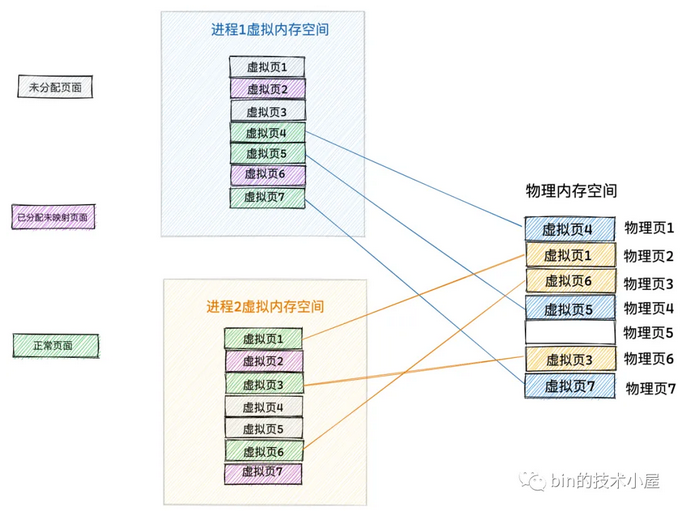 未分配页面
已分配未映射页面
正常页面
进程1虚拟内存空间
虚拟页1
虚拟页2
虚拟页3
虚拟页4
虚拟页5
虚拟页6
虚拟页7
进程2虚拟内存空间
虚拟页1
虚拟页2
虚拟页3
虚拟页4
虚拟页5
虚拟页6
虚拟页7
物理内存空间
虚拟页4 物理页1
虚拟页1 物理页2
虚拟页6 物理页3
虚拟页5 物理页4
物理页5
虚拟页3 物理页6
虚拟页7 物理页7
bin的技术小屋